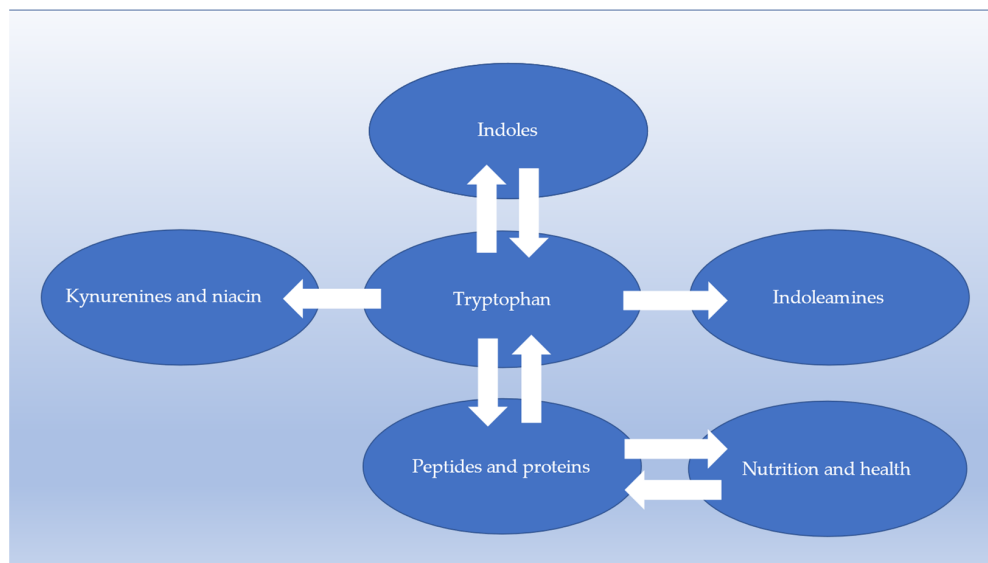 Indoles
Kynurenines and niacin
Tryptophan
Indoleamines
Peptides and proteins
Nutrition and health